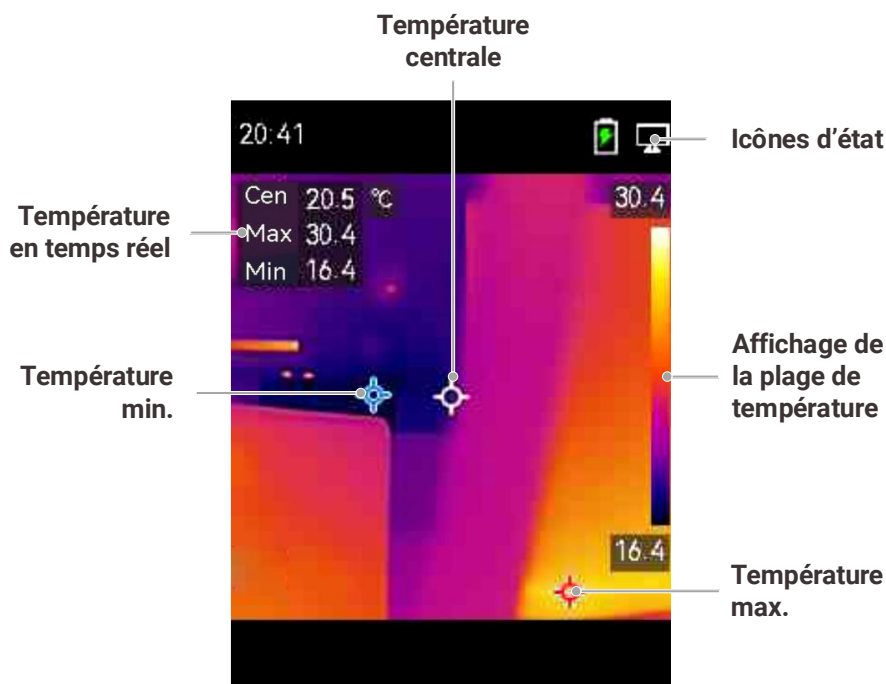 Température
centrale
20:41
Icônes d’état
Cen 20.5 °C
Max 30.4
Min 16.4
30.4
Température
en temps réel
Température
min.
Affichage de
la plage de
température
16.4
Température
max.